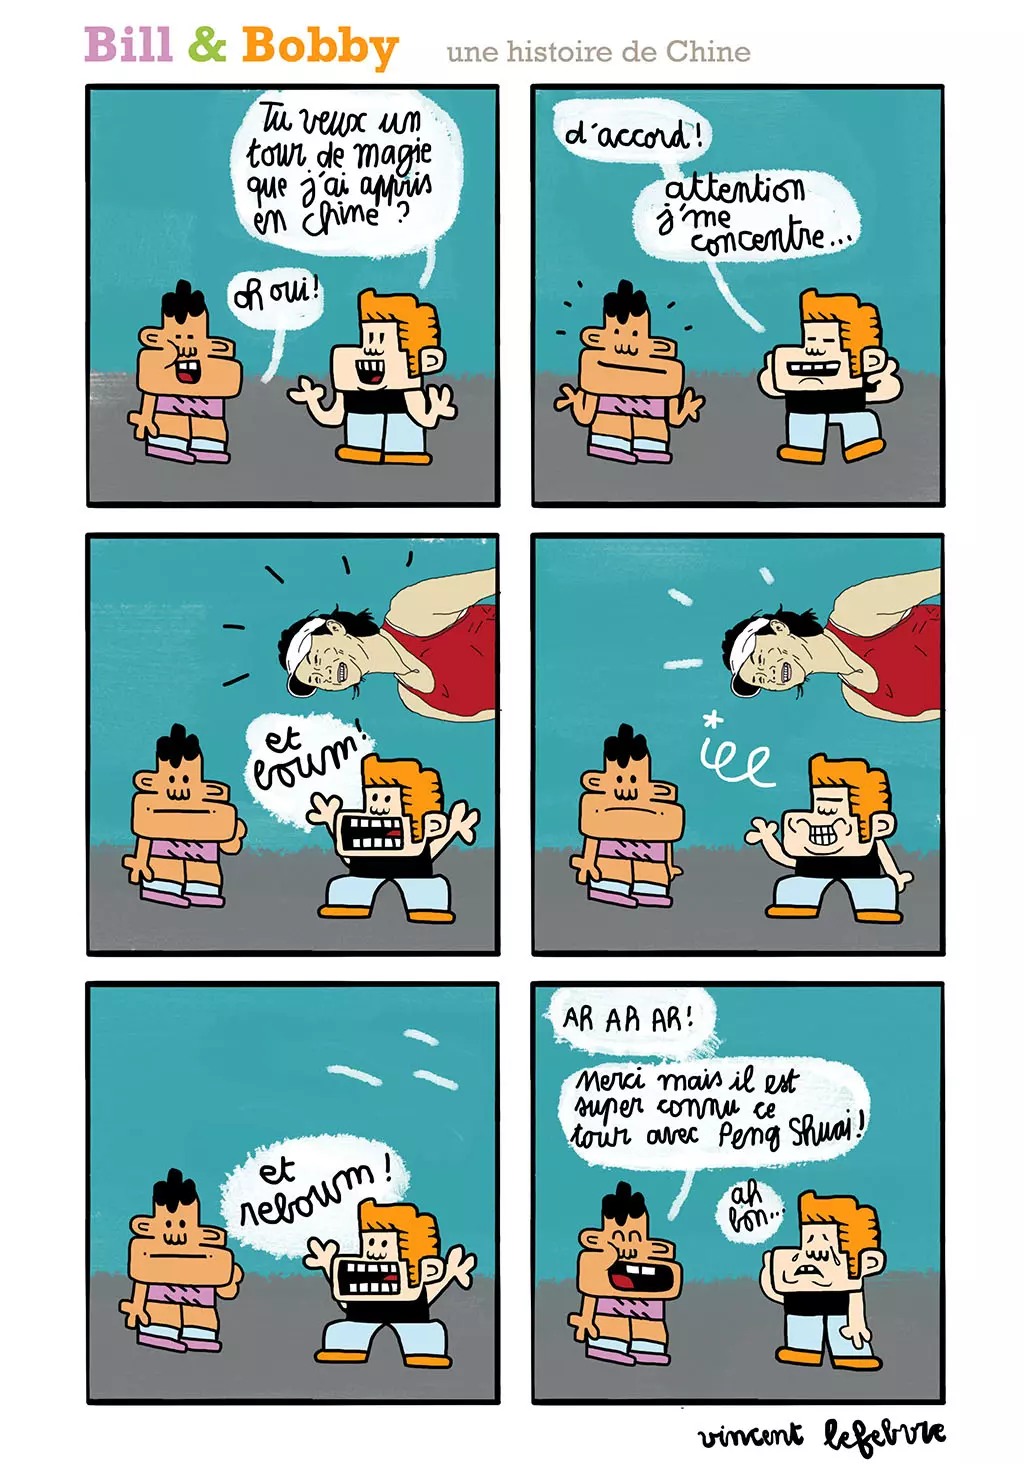 Bill & Bobby une histoire de Chine
Tu veux un
tour de magie
que j'ai appris
en chine ?
oh oui !
d'accord !
attention
j'me
concentre...
et
boum !
et
reboum !
AR AR AR !
Merci mais il est
super connu ce
tour avec Peng Shuai !
ah
bon...
vincent lefebvre